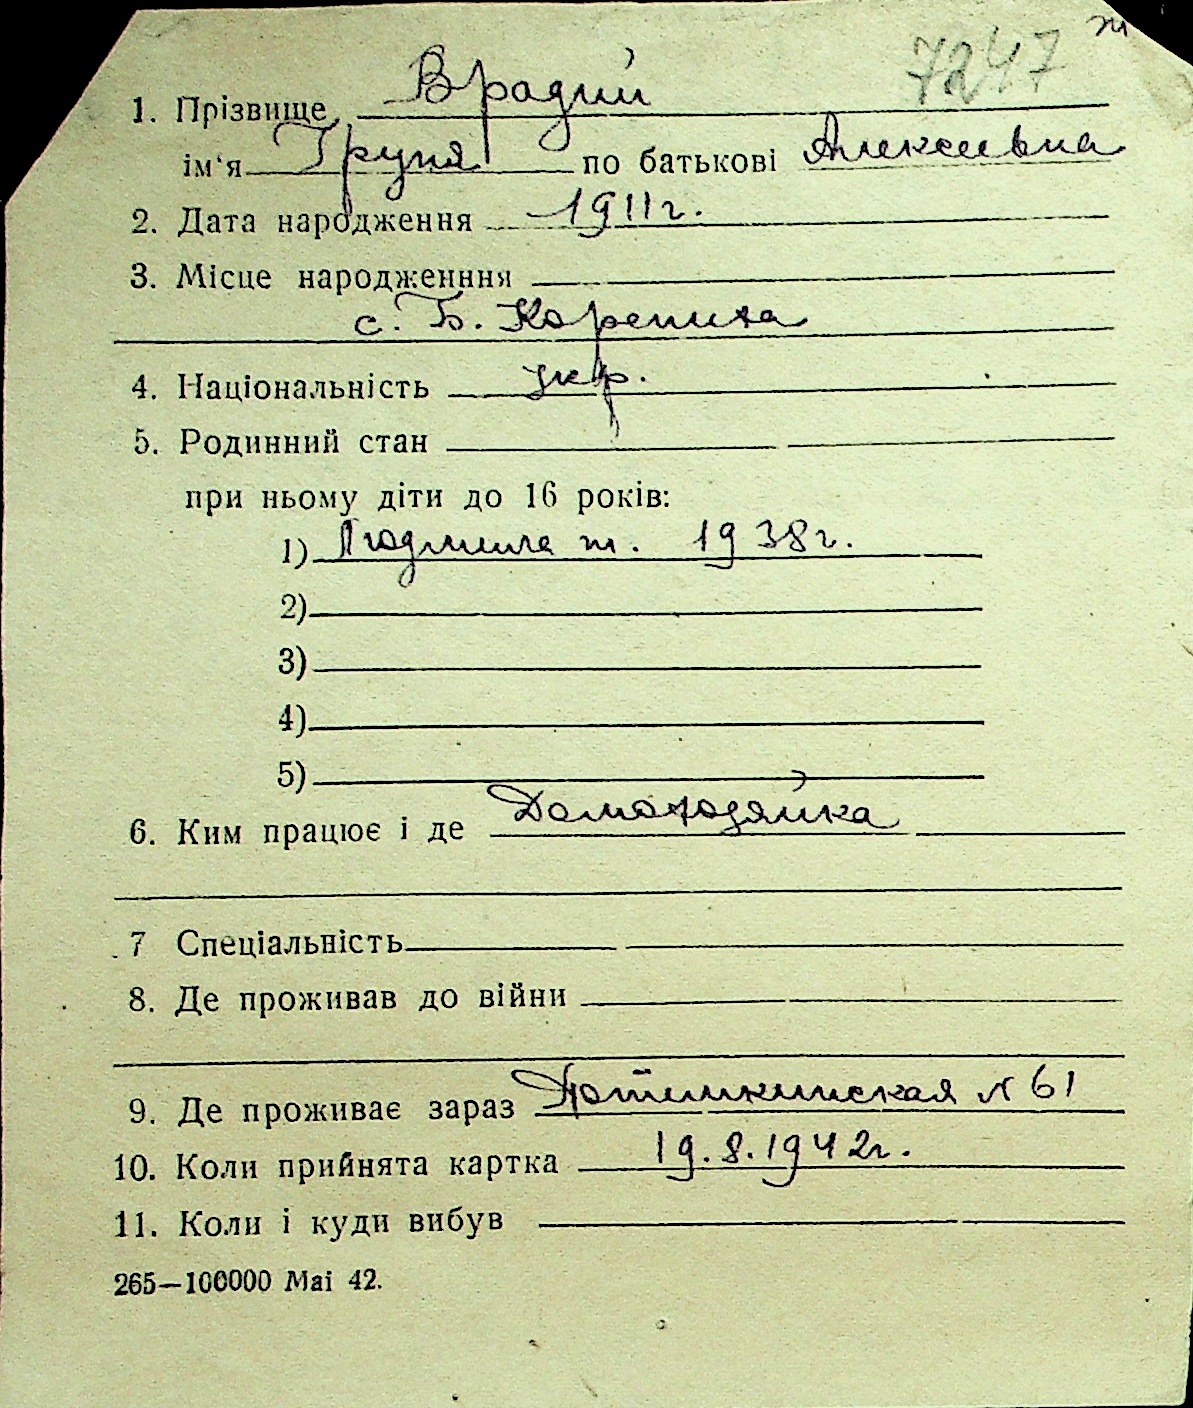 ж
7247
1. Прізвище Врадий
ім‘я Груня по батькові Алексеевна
2. Дата народження 1911г.
3. Місце народженння
с. Б. Корениха
4. Національність укр.
5. Родинний стан
при ньому діти до 16 років:
1) Людмила ж. 1938г.
2)
3)
4)
5)
6. Ким працює і де Домохозяйка
7 Спеціальність
8. Де проживав до війни
9. Де проживає зараз Потемкинская № 61
10. Коли прийнята картка 19.8.1942г.
11. Коли і куди вибув
265—100000 Mai 42.